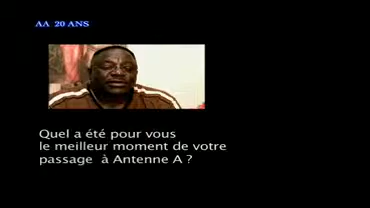 AA 20 ANS
Quel a été pour vous
le meilleur moment de votre
passage à Antenne A ?